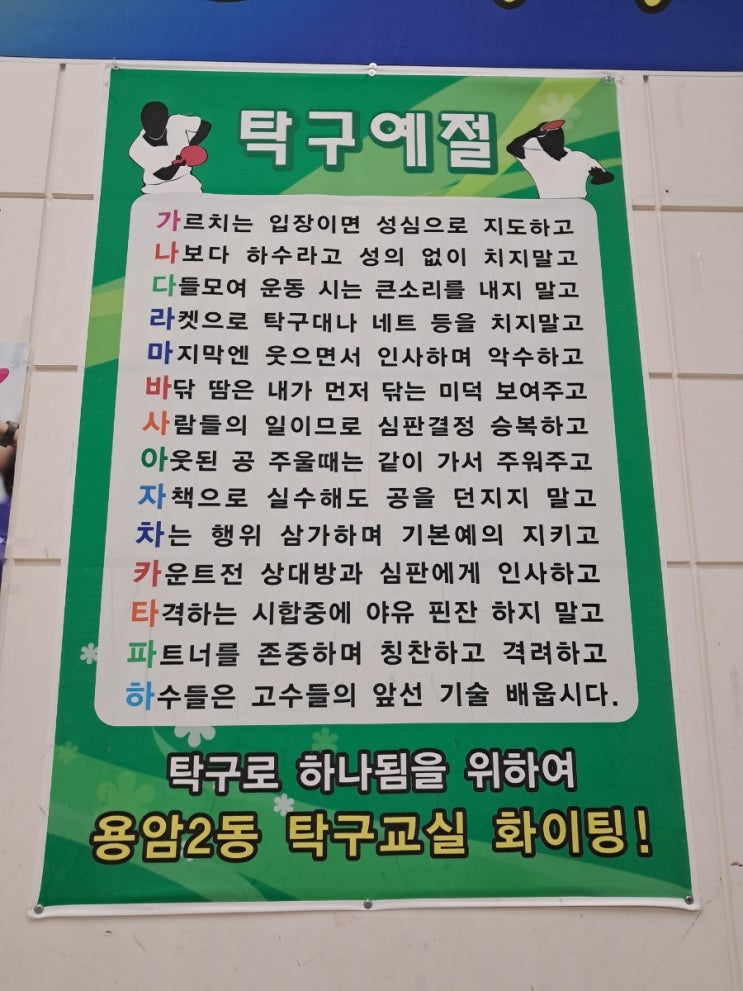 탁구예절
가르치는 입장이면 성심으로 지도하고
나보다 하수라고 성의 없이 치지말고
다들모여 운동 시는 큰소리를 내지 말고
라켓으로 탁구대나 네트 등을 치지말고
마지막엔 웃으면서 인사하며 악수하고
바닦 땀은 내가 먼저 닦는 미덕 보여주고
사람들의 일이므로 심판결정 승복하고
아웃된 공 주울때는 같이 가서 주워주고
자책으로 실수해도 공을 던지지 말고
차는 행위 삼가하며 기본예의 지키고
카운트전 상대방과 심판에게 인사하고
타격하는 시합중에 야유 핀잔 하지 말고
파트너를 존중하며 칭찬하고 격려하고
하수들은 고수들의 앞선 기술 배웁시다.
탁구로 하나됨을 위하여
용암2동 탁구교실 화이팅!